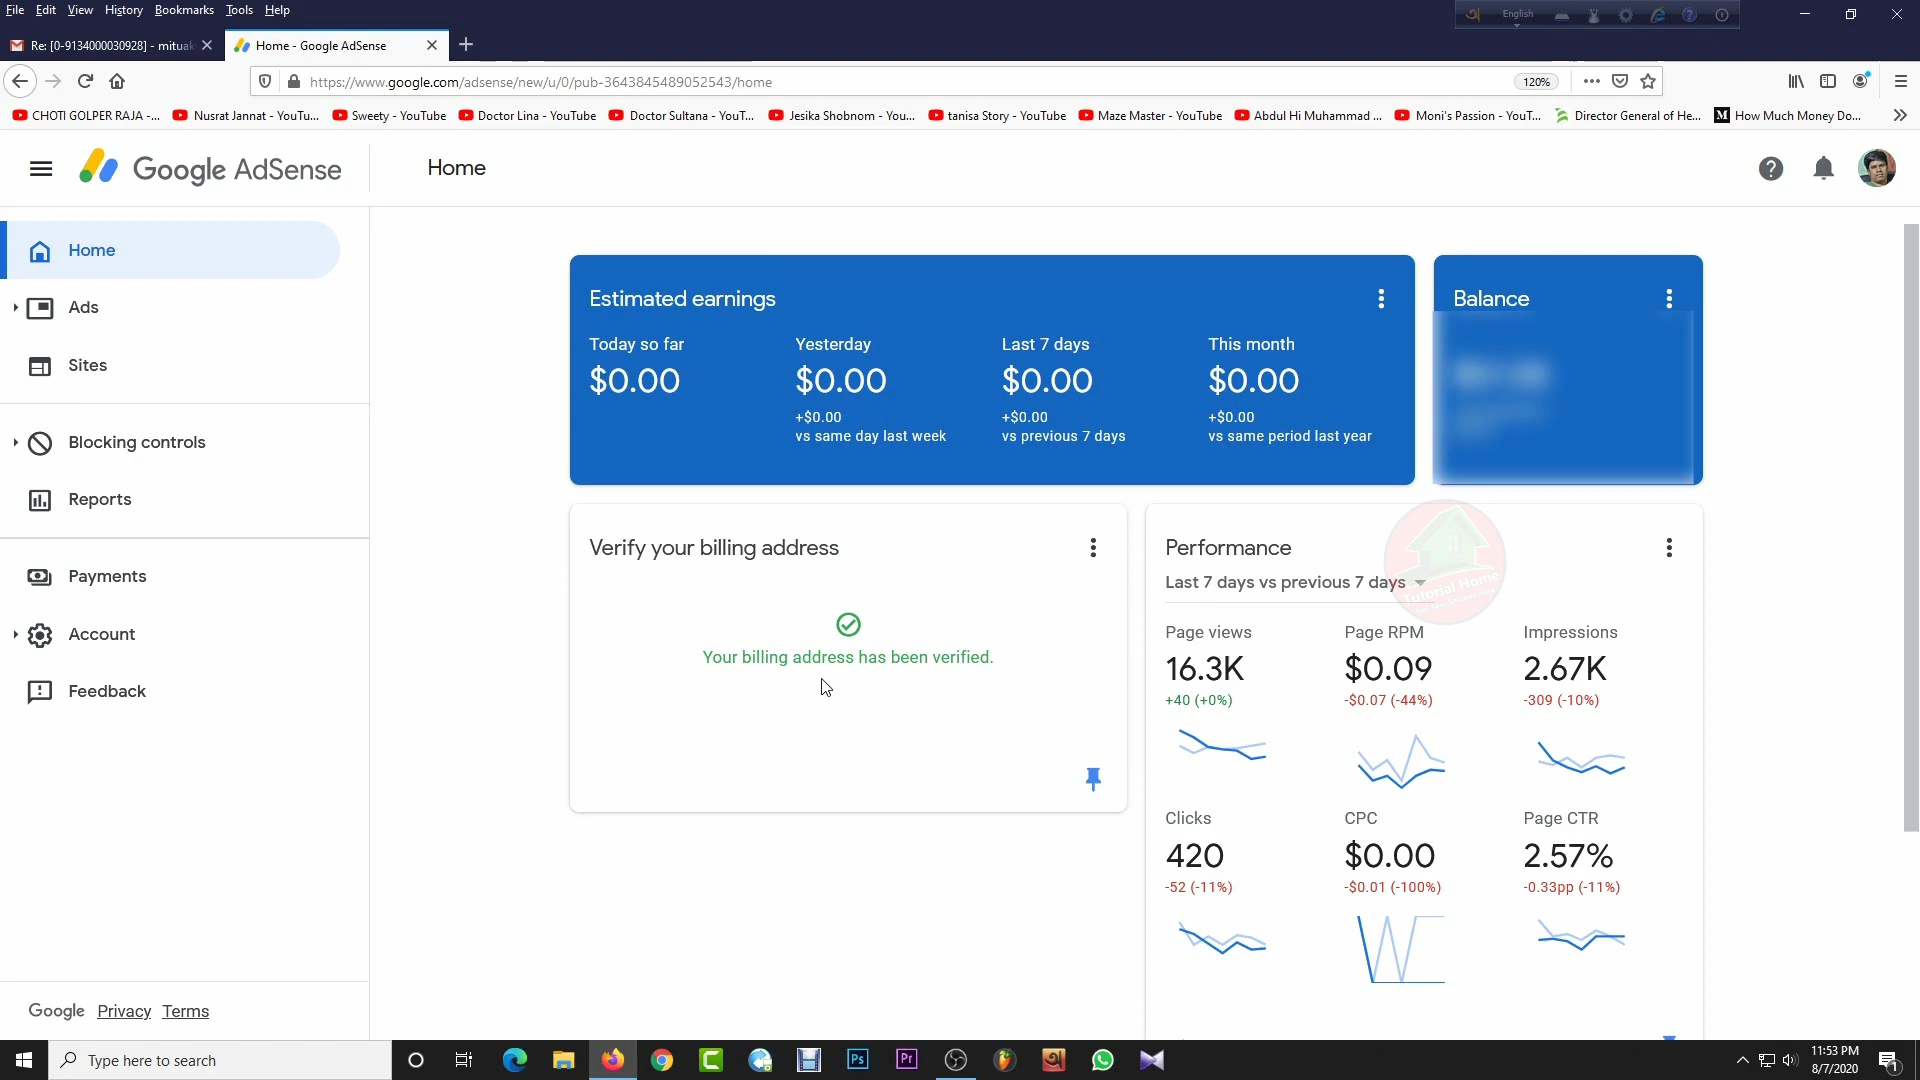 File Edit View History Bookmarks Tools Help
English
Re: [0-9134000030928] - mituak
Home - Google AdSense
https://www.google.com/adsense/new/u/0/pub-3643845489052543/home
120%
CHOTI GOLPER RAJA -... Nusrat Jannat - YouTu... Sweety - YouTube Doctor Lina - YouTube Doctor Sultana - YouT... Jesika Shobnom - You... tanisa Story - YouTube Maze Master - YouTube Abdul Hi Muhammad ... Moni's Passion - YouT... Director General of He... M How Much Money Do...
Google AdSense
Home
Home
Ads
Sites
Blocking controls
Reports
Payments
Account
Feedback
Google Privacy Terms
Estimated earnings
Today so far Yesterday Last 7 days This month
$0.00 $0.00 $0.00 $0.00
+$0.00 +$0.00 +$0.00
vs same day last week vs previous 7 days vs same period last year
Balance
Verify your billing address
Your billing address has been verified.
Performance
Last 7 days vs previous 7 days
Tutorial Home
Page views Page RPM Impressions
16.3K $0.09 2.67K
+40 (+0%) -$0.07 (-44%) -309 (-10%)
Clicks CPC Page CTR
420 $0.00 2.57%
-52 (-11%) -$0.01 (-100%) -0.33pp (-11%)
Type here to search
Ps
Pr
11:53 PM
8/7/2020
1